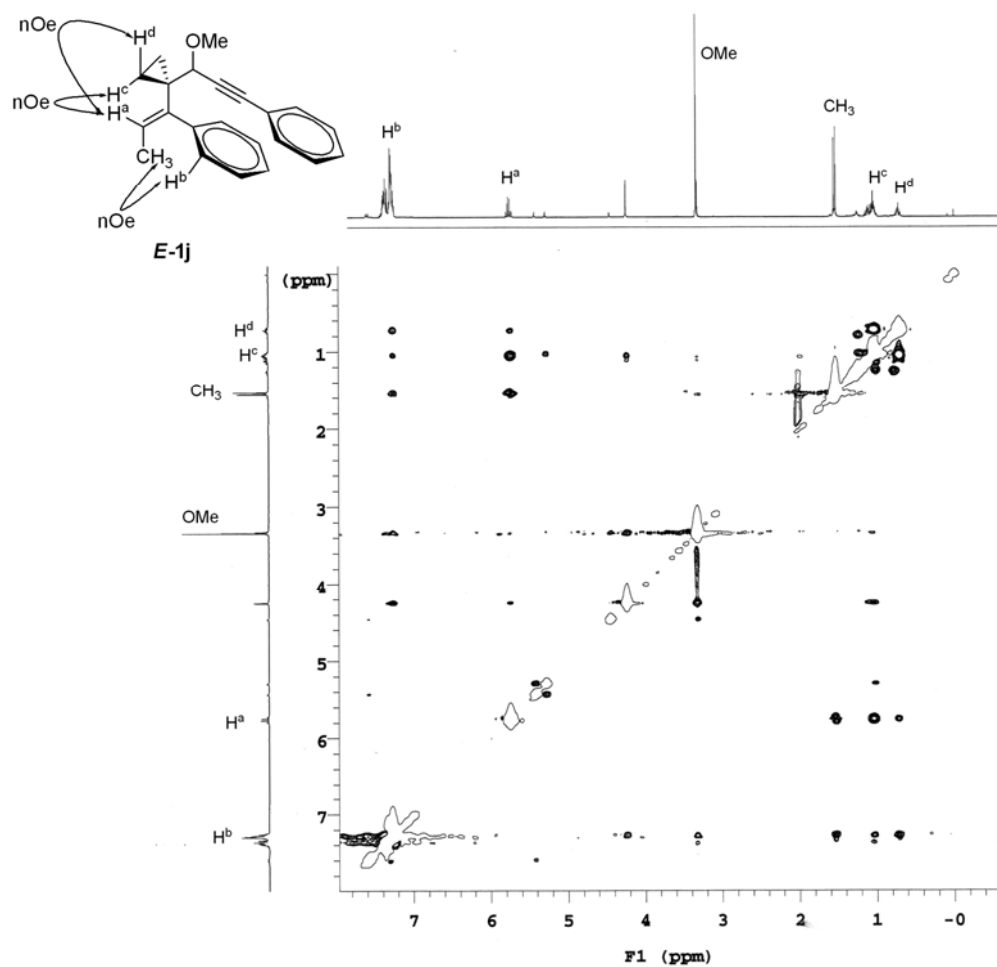 nOe
H^d
OMe
nOe
H^c
H^a
CH₃
H^b
nOe
E-1j
OMe
CH₃
H^b
H^a
H^c
H^d
(ppm)
H^d
H^c
1
CH₃
2
3
OMe
4
5
H^a
6
7
H^b
7 6 5 4 3 2 1 -0
F1 (ppm)